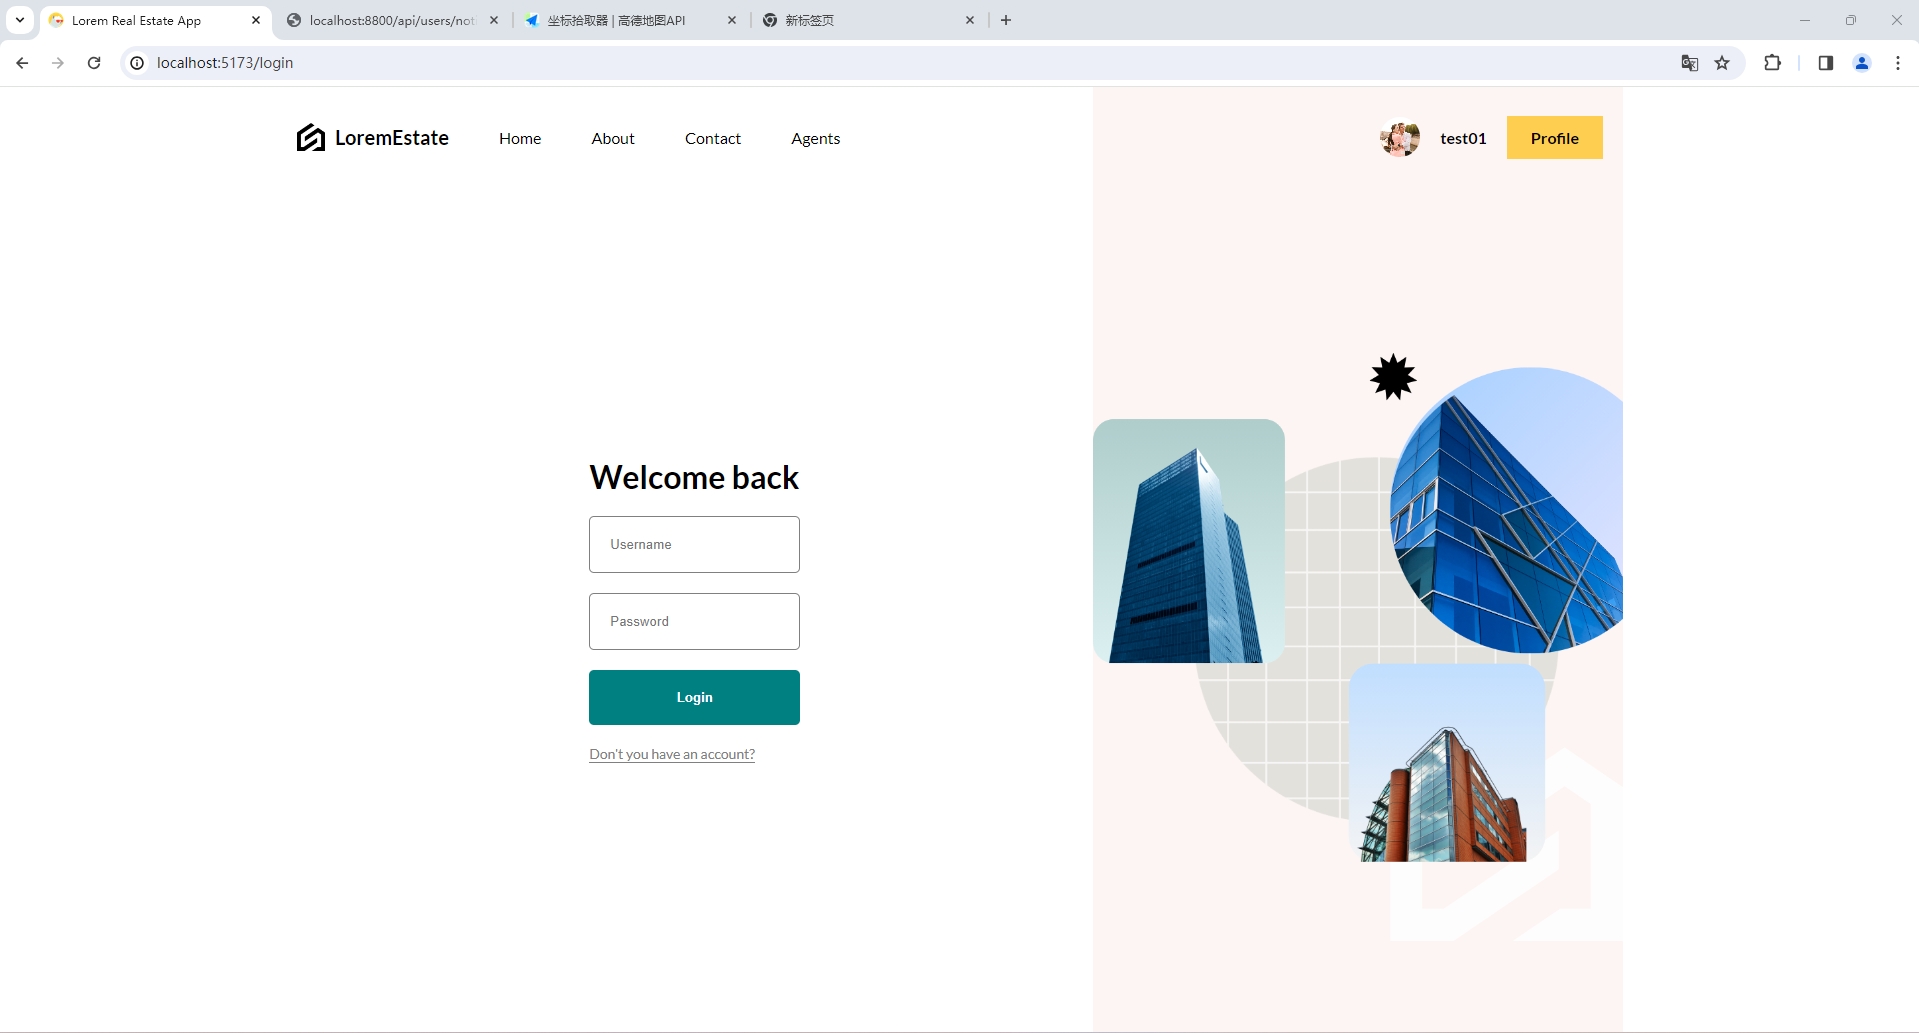 Lorem Real Estate App
localhost:8800/api/users/not
坐标拾取器 | 高德地图API
新标签页
localhost:5173/login
LoremEstate
Home
About
Contact
Agents
test01
Profile
Welcome back
Username
Password
Login
Don't you have an account?